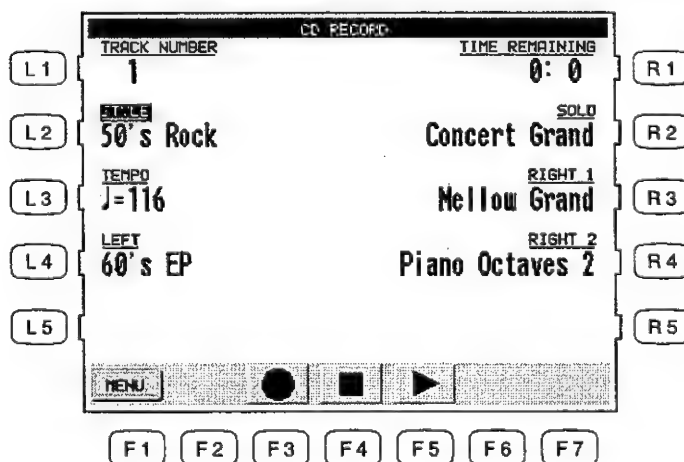 CD RECORD
L1 TRACK NUMBER TIME REMAINING R1
1 0: 0
L2 STYLE SOLO R2
50's Rock Concert Grand
L3 TEMPO RIGHT 1 R3
♩=116 Mellow Grand
L4 LEFT RIGHT 2 R4
60's EP Piano Octaves 2
L5 R5
MENU
F1 F2 F3 F4 F5 F6 F7